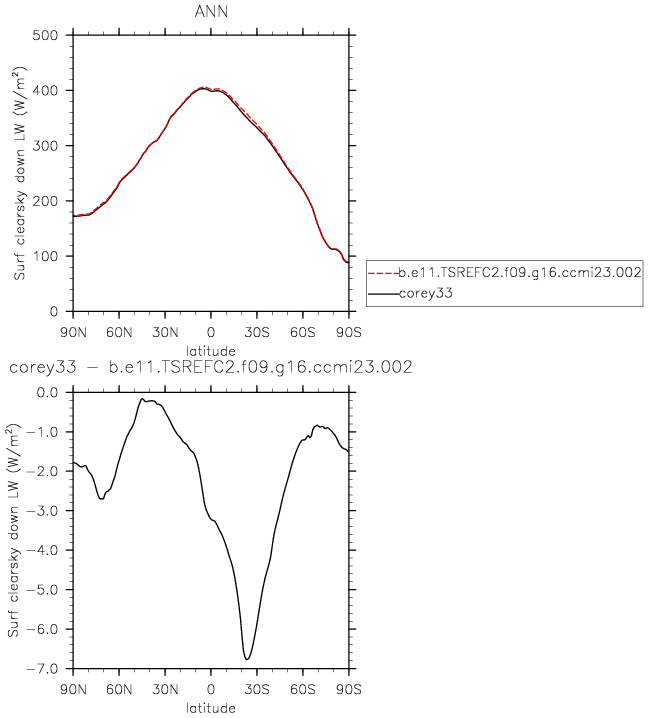 ANN
500
400
300
200
100
0
Surf clearsky down LW (W/m²)
90N 60N 30N 0 30S 60S 90S
latitude
b.e11.TSREFC2.f09.g16.ccmi23.002
corey33
corey33 − b.e11.TSREFC2.f09.g16.ccmi23.002
0.0
−1.0
−2.0
−3.0
−4.0
−5.0
−6.0
−7.0
Surf clearsky down LW (W/m²)
90N 60N 30N 0 30S 60S 90S
latitude